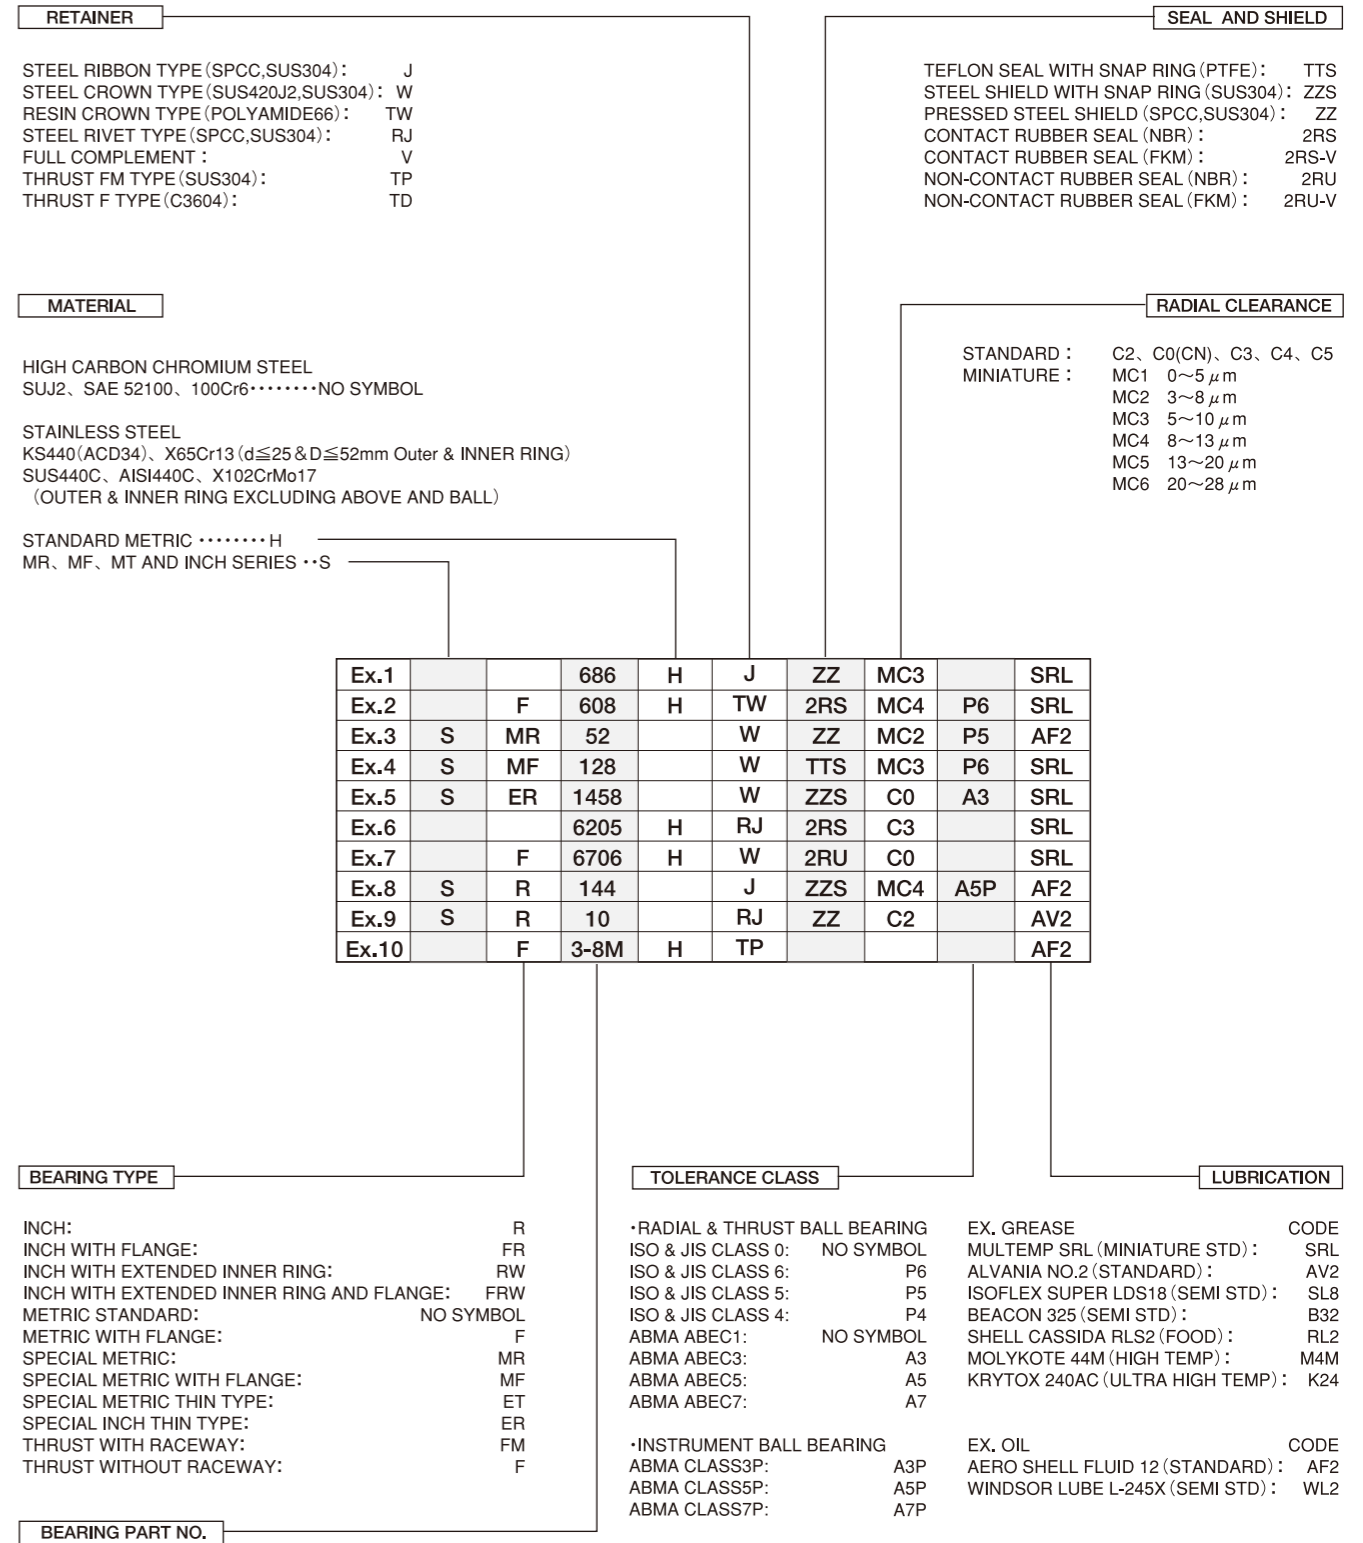 RETAINER
STEEL RIBBON TYPE(SPCC,SUS304): J
STEEL CROWN TYPE(SUS420J2,SUS304): W
RESIN CROWN TYPE(POLYAMIDE66): TW
STEEL RIVET TYPE(SPCC,SUS304): RJ
FULL COMPLEMENT: V
THRUST FM TYPE(SUS304): TP
THRUST F TYPE(C3604): TD
SEAL AND SHIELD
TEFLON SEAL WITH SNAP RING(PTFE): TTS
STEEL SHIELD WITH SNAP RING(SUS304): ZZS
PRESSED STEEL SHIELD(SPCC,SUS304): ZZ
CONTACT RUBBER SEAL(NBR): 2RS
CONTACT RUBBER SEAL(FKM): 2RS-V
NON-CONTACT RUBBER SEAL(NBR): 2RU
NON-CONTACT RUBBER SEAL(FKM): 2RU-V
MATERIAL
HIGH CARBON CHROMIUM STEEL
SUJ2、SAE 52100、100Cr6········NO SYMBOL
STAINLESS STEEL
KS440(ACD34)、X65Cr13(d≦25&D≦52mm Outer & INNER RING)
SUS440C、AISI440C、X102CrMo17
(OUTER & INNER RING EXCLUDING ABOVE AND BALL)
STANDARD METRIC ········H
MR、MF、MT AND INCH SERIES ··S
RADIAL CLEARANCE
STANDARD: C2、C0(CN)、C3、C4、C5
MINIATURE: MC1 0～5μm
MC2 3～8μm
MC3 5～10μm
MC4 8～13μm
MC5 13～20μm
MC6 20～28μm
Ex.1 686 H J ZZ MC3 SRL
Ex.2 F 608 H TW 2RS MC4 P6 SRL
Ex.3 S MR 52 W ZZ MC2 P5 AF2
Ex.4 S MF 128 W TTS MC3 P6 SRL
Ex.5 S ER 1458 W ZZS C0 A3 SRL
Ex.6 6205 H RJ 2RS C3 SRL
Ex.7 F 6706 H W 2RU C0 SRL
Ex.8 S R 144 J ZZS MC4 A5P AF2
Ex.9 S R 10 RJ ZZ C2 AV2
Ex.10 F 3-8M H TP AF2
BEARING TYPE
INCH: R
INCH WITH FLANGE: FR
INCH WITH EXTENDED INNER RING: RW
INCH WITH EXTENDED INNER RING AND FLANGE: FRW
METRIC STANDARD: NO SYMBOL
METRIC WITH FLANGE: F
SPECIAL METRIC: MR
SPECIAL METRIC WITH FLANGE: MF
SPECIAL METRIC THIN TYPE: ET
SPECIAL INCH THIN TYPE: ER
THRUST WITH RACEWAY: FM
THRUST WITHOUT RACEWAY: F
BEARING PART NO.
TOLERANCE CLASS
·RADIAL & THRUST BALL BEARING
ISO & JIS CLASS 0: NO SYMBOL
ISO & JIS CLASS 6: P6
ISO & JIS CLASS 5: P5
ISO & JIS CLASS 4: P4
ABMA ABEC1: NO SYMBOL
ABMA ABEC3: A3
ABMA ABEC5: A5
ABMA ABEC7: A7
·INSTRUMENT BALL BEARING
ABMA CLASS3P: A3P
ABMA CLASS5P: A5P
ABMA CLASS7P: A7P
LUBRICATION
EX. GREASE CODE
MULTEMP SRL(MINIATURE STD): SRL
ALVANIA NO.2(STANDARD): AV2
ISOFLEX SUPER LDS18(SEMI STD): SL8
BEACON 325(SEMI STD): B32
SHELL CASSIDA RLS2(FOOD): RL2
MOLYKOTE 44M(HIGH TEMP): M4M
KRYTOX 240AC(ULTRA HIGH TEMP): K24
EX. OIL CODE
AERO SHELL FLUID 12(STANDARD): AF2
WINDSOR LUBE L-245X(SEMI STD): WL2